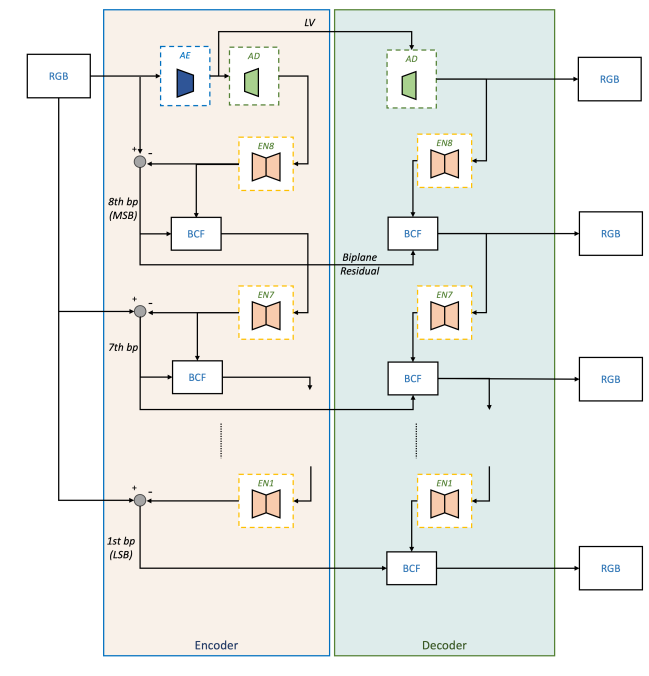 LV
RGB
AE
AD
AD
RGB
+
-
EN8
EN8
8th bp
(MSB)
BCF
BCF
RGB
Biplane
Residual
+
-
EN7
EN7
7th bp
BCF
BCF
RGB
+
-
EN1
EN1
1st bp
(LSB)
BCF
RGB
Encoder
Decoder